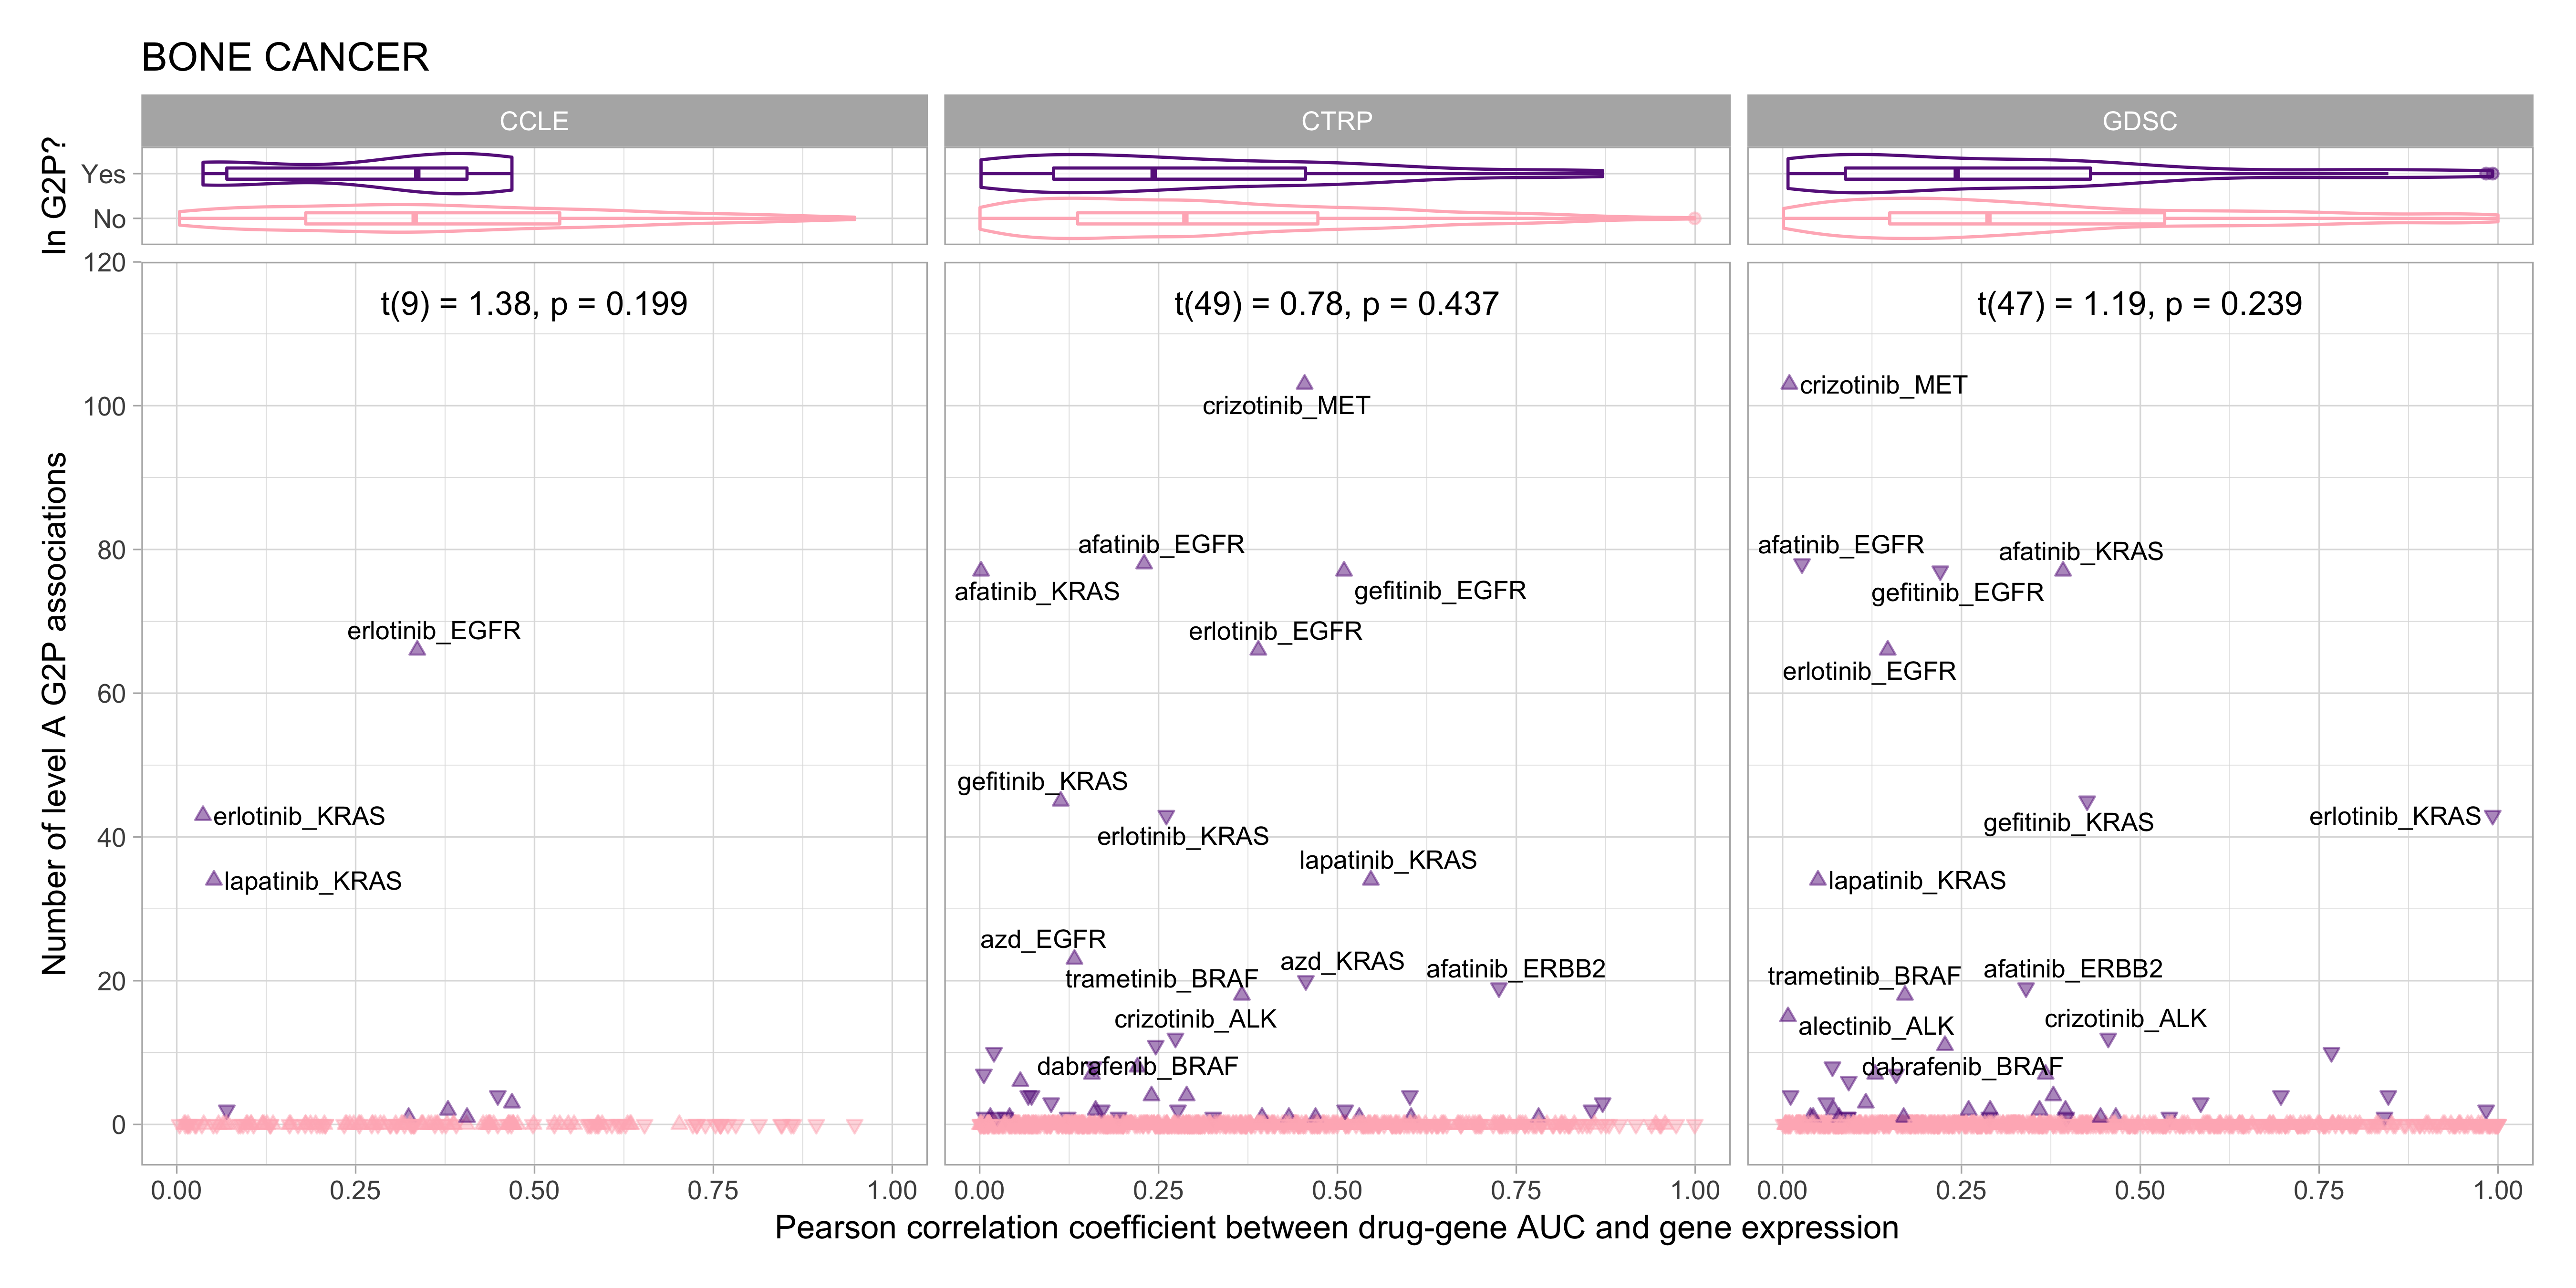 BONE CANCER
CCLE
CTRP
GDSC
In G2P?
Yes
No
Number of level A G2P associations
120
100
80
60
40
20
0
t(9) = 1.38, p = 0.199
erlotinib_EGFR
erlotinib_KRAS
lapatinib_KRAS
0.00 0.25 0.50 0.75 1.00
t(49) = 0.78, p = 0.437
crizotinib_MET
afatinib_EGFR
afatinib_KRAS
gefitinib_EGFR
erlotinib_EGFR
gefitinib_KRAS
erlotinib_KRAS
lapatinib_KRAS
azd_EGFR
azd_KRAS
afatinib_ERBB2
trametinib_BRAF
crizotinib_ALK
dabrafenib_BRAF
0.00 0.25 0.50 0.75 1.00
t(47) = 1.19, p = 0.239
crizotinib_MET
afatinib_EGFR
afatinib_KRAS
gefitinib_EGFR
erlotinib_EGFR
gefitinib_KRAS
erlotinib_KRAS
lapatinib_KRAS
trametinib_BRAF
afatinib_ERBB2
alectinib_ALK
crizotinib_ALK
dabrafenib_BRAF
0.00 0.25 0.50 0.75 1.00
Pearson correlation coefficient between drug-gene AUC and gene expression